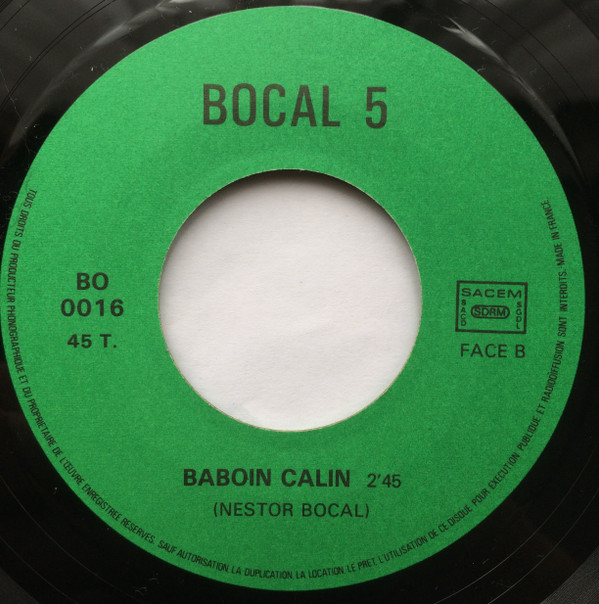 BOCAL 5
BO
0016
45 T.
SACEM
SACD
SDRM
SGDL
FACE B
BABOIN CALIN 2'45
(NESTOR BOCAL)
TOUS DROITS DU PRODUCTEUR PHONOGRAPHIQUE ET DU PROPRIETAIRE DE L'ŒUVRE ENREGISTREE RESERVES. SAUF AUTORISATION, LA DUPLICATION, LA LOCATION, LE PRET, L'UTILISATION DE CE DISQUE POUR EXECUTION PUBLIQUE ET RADIODIFFUSION SONT INTERDITS. MADE IN FRANCE.